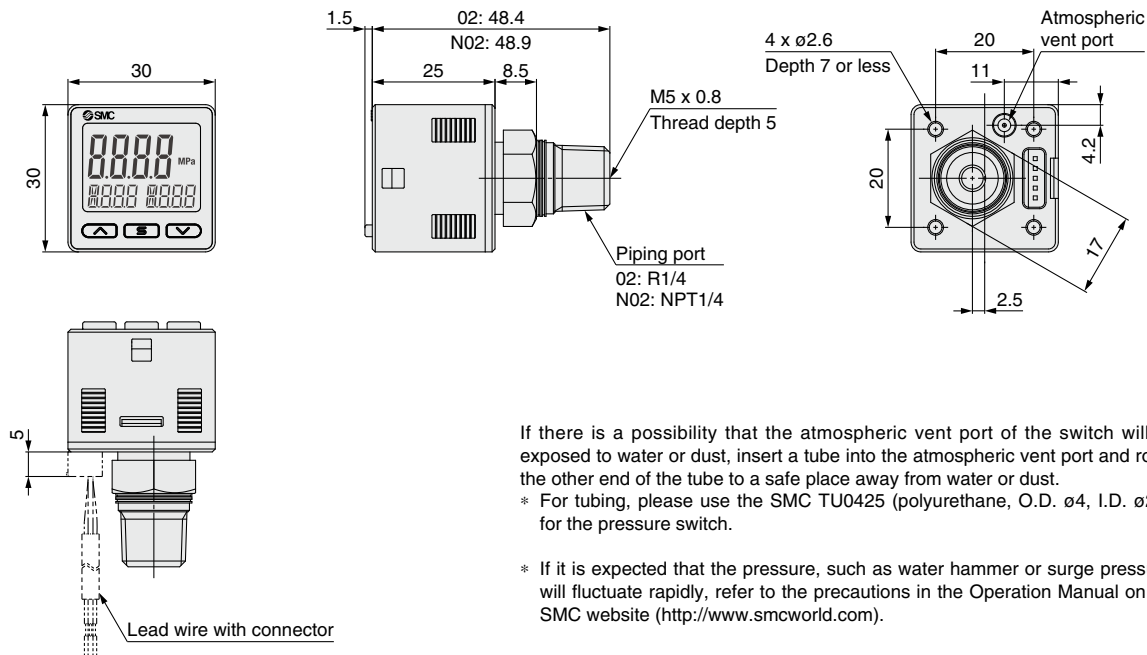 1.5
02: 48.4
N02: 48.9
25
8.5
M5 x 0.8
Thread depth 5
Piping port
02: R1/4
N02: NPT1/4
30
30
SMC
8.8.8.8
MPa
S
4 x ø2.6
Depth 7 or less
20
11
Atmospheric
vent port
4.2
20
17
2.5
5
Lead wire with connector
If there is a possibility that the atmospheric vent port of the switch will
exposed to water or dust, insert a tube into the atmospheric vent port and
the other end of the tube to a safe place away from water or dust.
* For tubing, please use the SMC TU0425 (polyurethane, O.D. ø4, I.D.
for the pressure switch.
* If it is expected that the pressure, such as water hammer or surge
will fluctuate rapidly, refer to the precautions in the Operation Manual on
SMC website (http://www.smcworld.com).